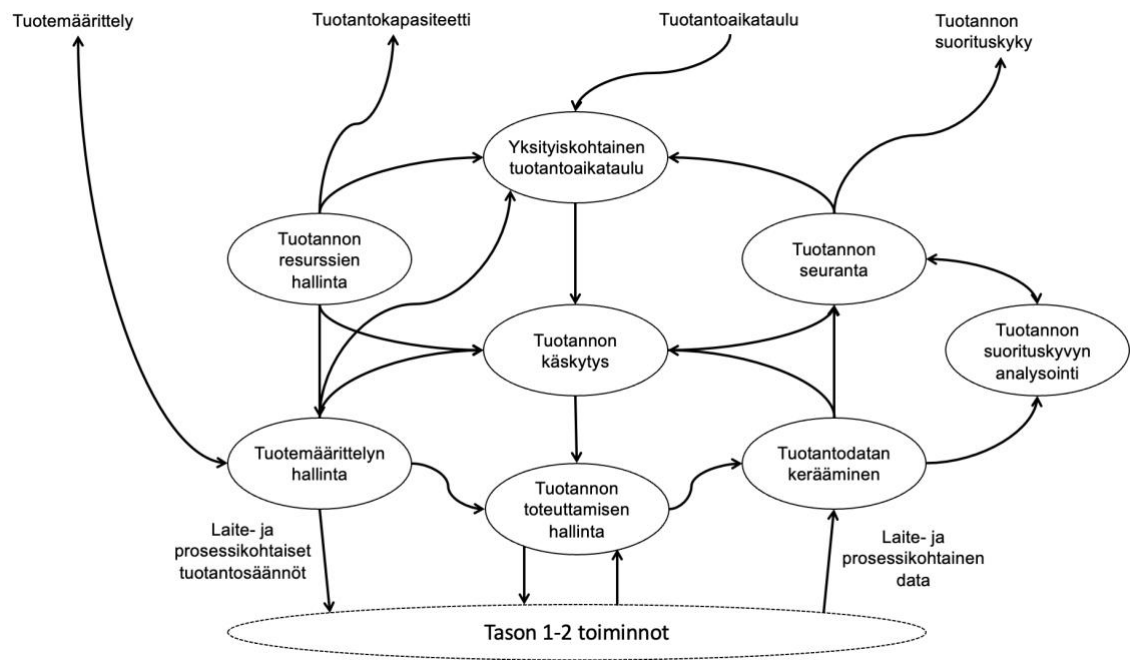 Tuotemäärittely
Tuotantokapasiteetti
Tuotantoaikataulu
Tuotannon
suorituskyky
Yksityiskohtainen
tuotantoaikataulu
Tuotannon
resurssien
hallinta
Tuotannon
seuranta
Tuotannon
käskytys
Tuotannon
suorituskyvyn
analysointi
Tuotemäärittelyn
hallinta
Tuotannon
toteuttamisen
hallinta
Tuotantodatan
kerääminen
Laite- ja
prosessikohtaiset
tuotantosäännöt
Laite- ja
prosessikohtainen
data
Tason 1-2 toiminnot